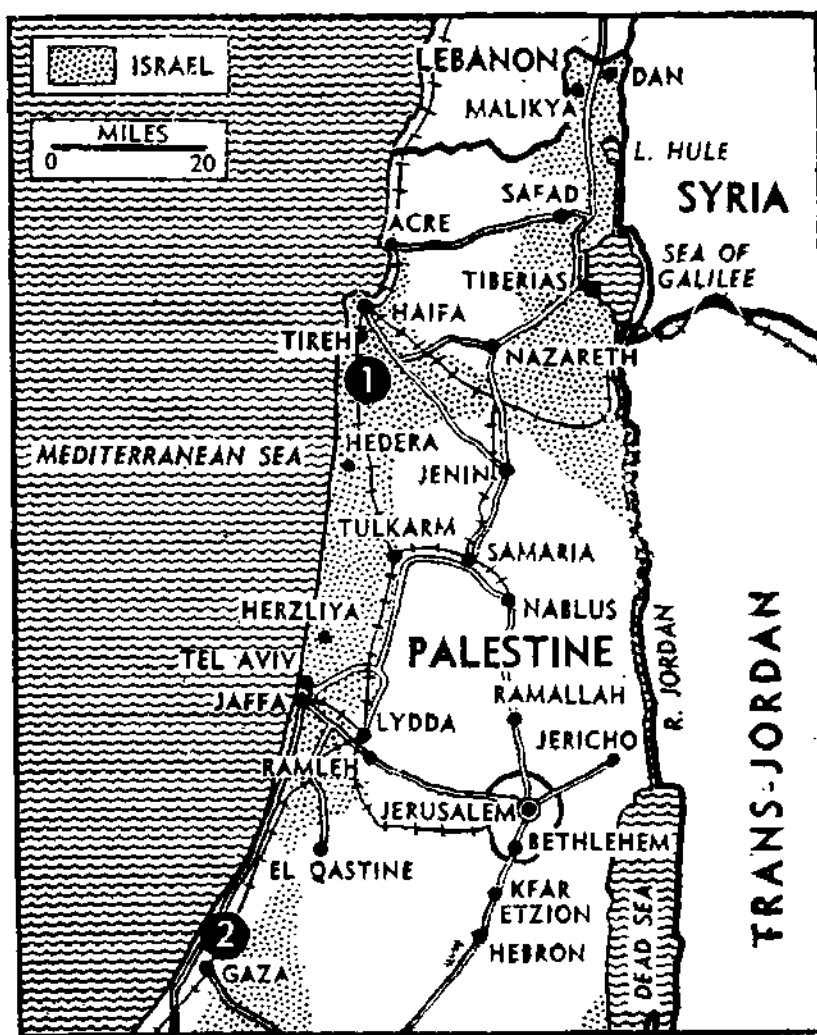 ISRAEL
MILES
0 20
LEBANON
DAN
MALIKYA
L. HULE
SAFAD
SYRIA
ACRE
SEA OF
GALILEE
TIBERIAS
HAIFA
TIREH
NAZARETH
1
MEDITERRANEAN SEA
HEDERA
JENIN
TULKARM
SAMARIA
HERZLIYA
NABLUS
TEL AVIV
PALESTINE
R. JORDAN
TRANS-JORDAN
JAFFA
RAMALLAH
LYDDA
JERICHO
RAMLEH
JERUSALEM
BETHLEHEM
EL QASTINE
KFAR
ETZION
2
HEBRON
GAZA
DEAD SEA